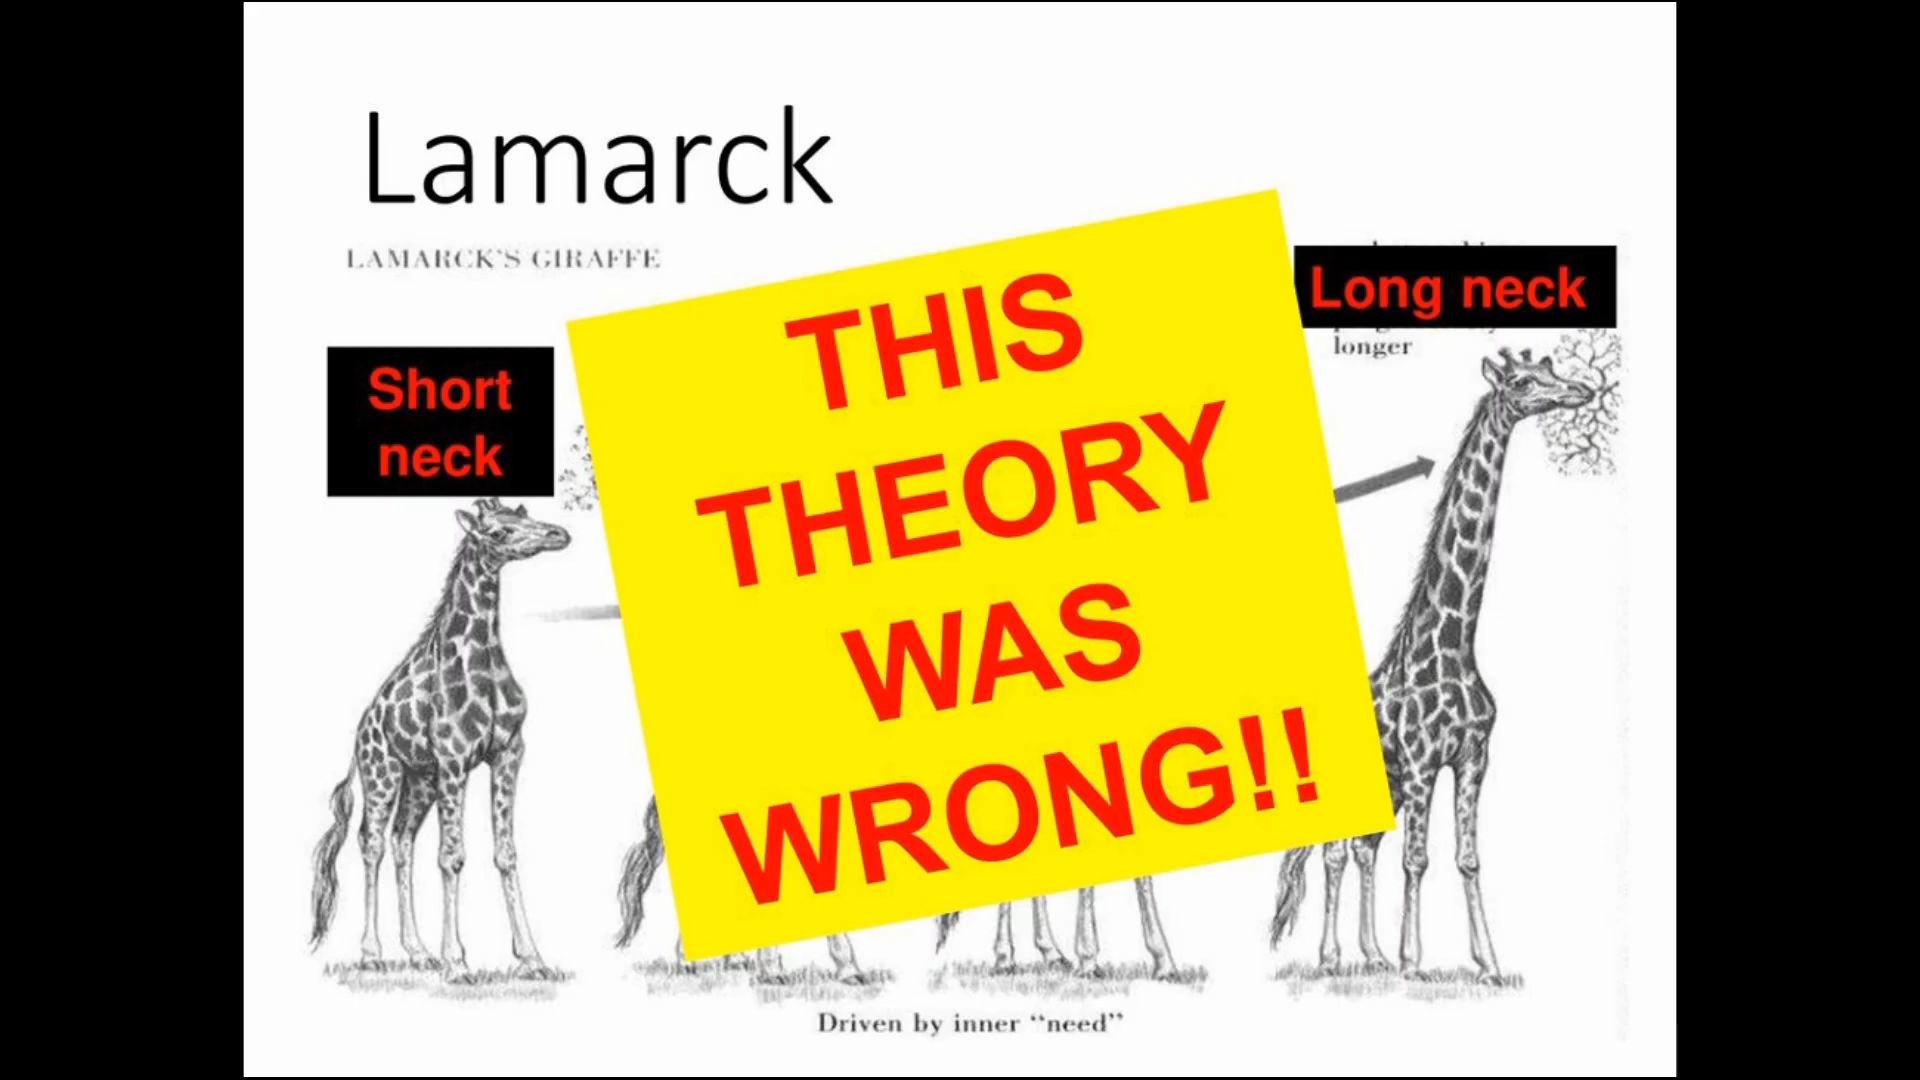 Lamarck
LAMARCK'S GIRAFFE
Long neck
longer
Short
neck
THIS
THEORY
WAS
WRONG!!
Driven by inner “need”